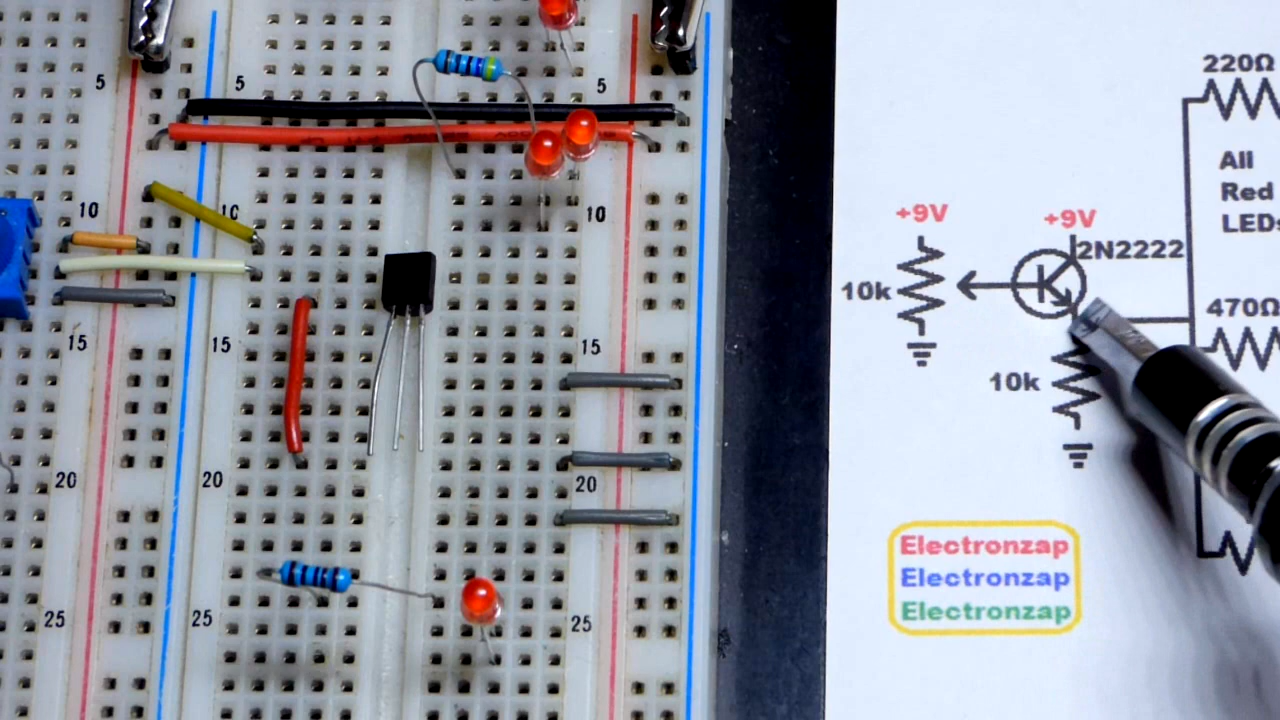 5
5
5
10
10
10
15
15
15
20
20
20
25
25
25
220Ω
All
Red
LEDs
+9V
+9V
2N2222
10k
470Ω
10k
Electronzap
Electronzap
Electronzap